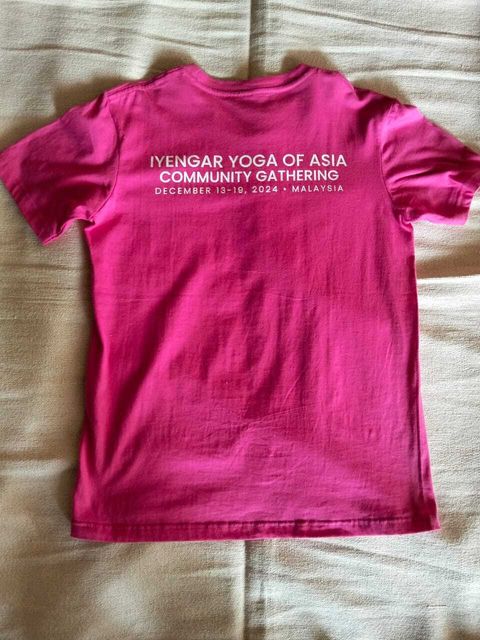 IYENGAR YOGA OF ASIA
COMMUNITY GATHERING
DECEMBER 13-19, 2024 • MALAYSIA